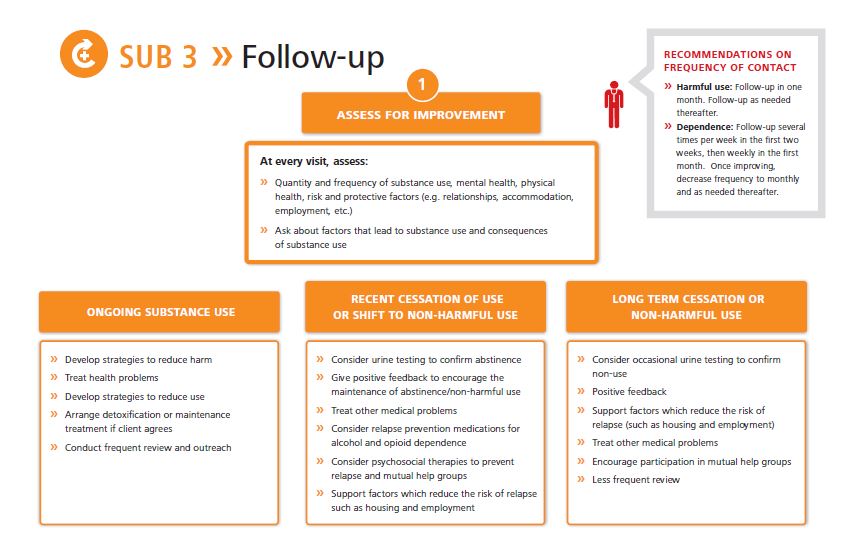 SUB 3 » Follow-up
1
ASSESS FOR IMPROVEMENT
At every visit, assess:
» Quantity and frequency of substance use, mental health, physical
health, risk and protective factors (e.g. relationships, accommodation,
employment, etc.)
» Ask about factors that lead to substance use and consequences
of substance use
RECOMMENDATIONS ON
FREQUENCY OF CONTACT
» Harmful use: Follow-up in one
month. Follow-up as needed
thereafter.
» Dependence: Follow-up several
times per week in the first two
weeks, then weekly in the first
month. Once improving,
decrease frequency to monthly
and as needed thereafter.
ONGOING SUBSTANCE USE
» Develop strategies to reduce harm
» Treat health problems
» Develop strategies to reduce use
» Arrange detoxification or maintenance
treatment if client agrees
» Conduct frequent review and outreach
RECENT CESSATION OF USE
OR SHIFT TO NON-HARMFUL USE
» Consider urine testing to confirm abstinence
» Give positive feedback to encourage the
maintenance of abstinence/non-harmful use
» Treat other medical problems
» Consider relapse prevention medications for
alcohol and opioid dependence
» Consider psychosocial therapies to prevent
relapse and mutual help groups
» Support factors which reduce the risk of relapse
such as housing and employment
LONG TERM CESSATION OR
NON-HARMFUL USE
» Consider occasional urine testing to confirm
non-use
» Positive feedback
» Support factors which reduce the risk of
relapse (such as housing and employment)
» Treat other medical problems
» Encourage participation in mutual help groups
» Less frequent review